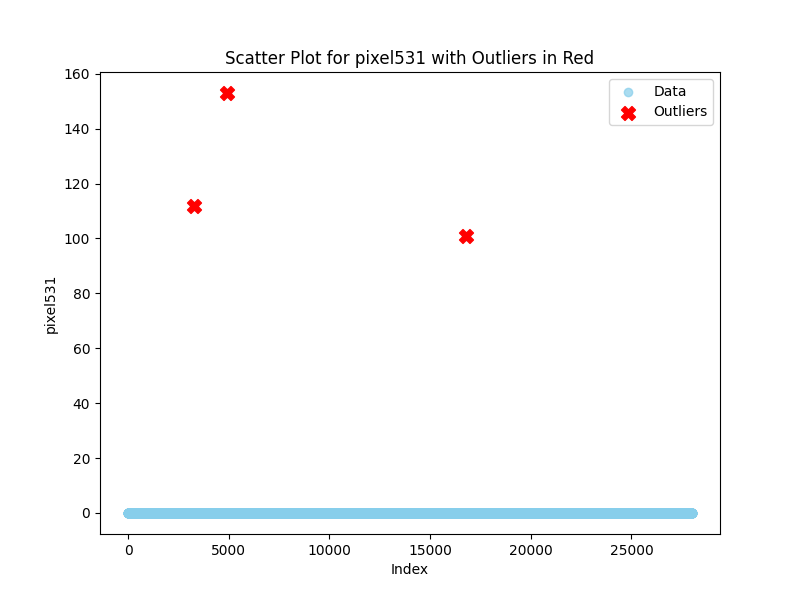 Scatter Plot for pixel531 with Outliers in Red
Data
Outliers
160
140
120
100
80
60
40
20
0
pixel531
0 5000 10000 15000 20000 25000
Index